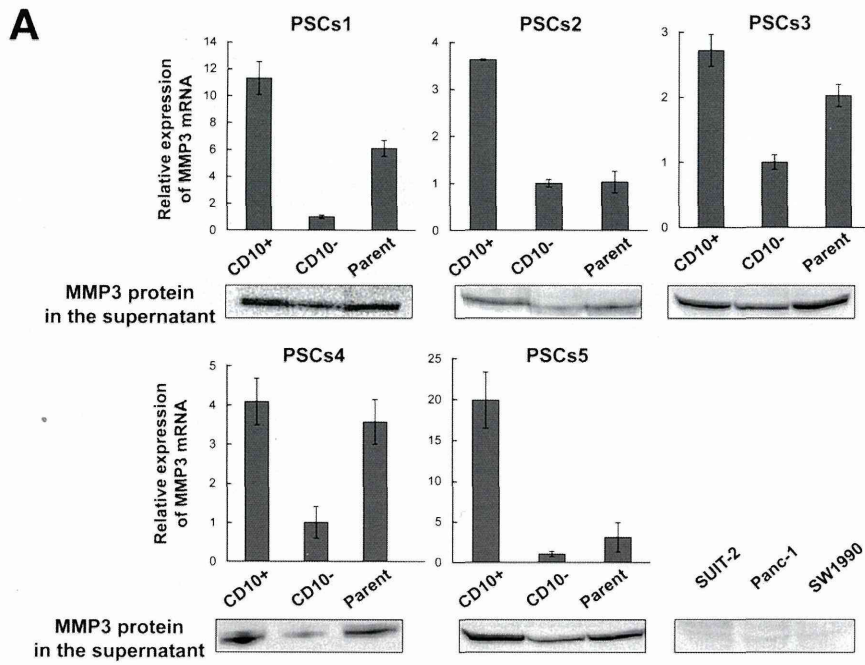 A
PSCs1
PSCs2
PSCs3
Relative expression
of MMP3 mRNA
14
12
10
8
6
4
2
0
4
3
2
1
0
3
2
1
0
CD10+
CD10-
Parent
CD10+
CD10-
Parent
CD10+
CD10-
Parent
MMP3 protein
in the supernatant
PSCs4
PSCs5
Relative expression
of MMP3 mRNA
5
4
3
2
1
0
25
20
15
10
5
0
CD10+
CD10-
Parent
CD10+
CD10-
Parent
SUIT-2
Panc-1
SW1990
MMP3 protein
in the supernatant